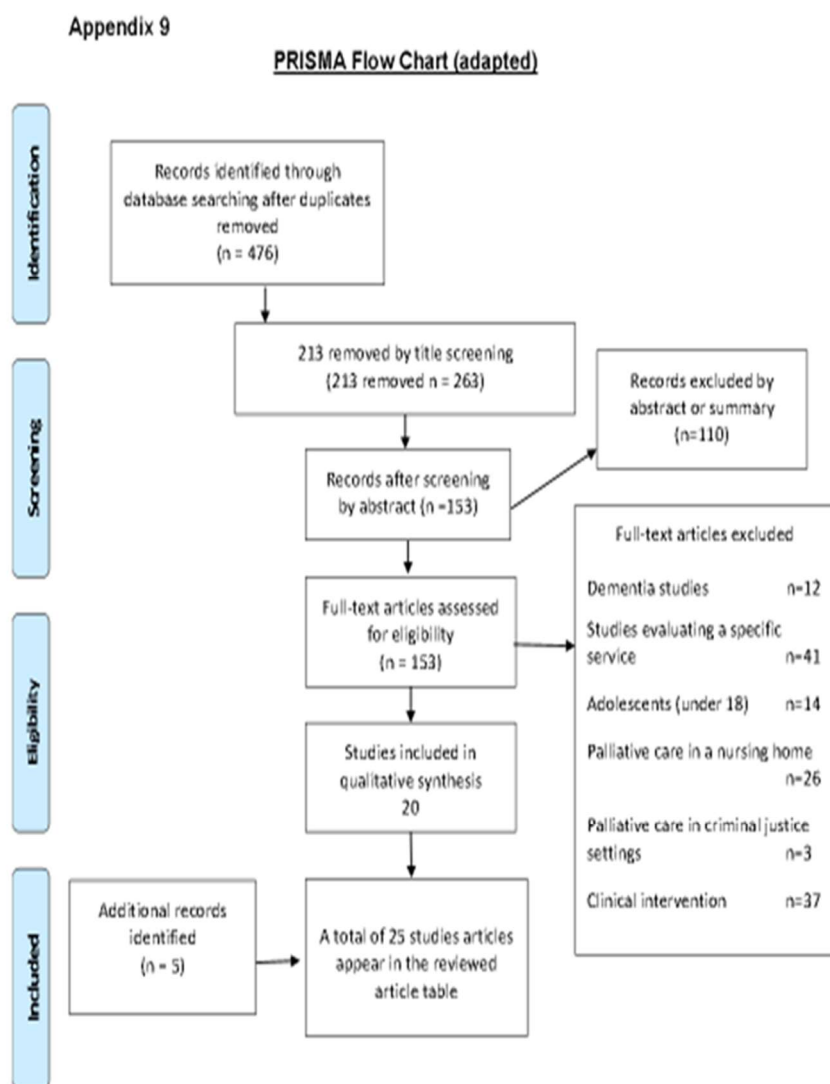 Appendix 9
PRISMA Flow Chart (adapted)
Identification
Records identified through
database searching after duplicates
removed
(n = 476)
213 removed by title screening
(213 removed n = 263)
Screening
Records excluded by
abstract or summary
(n=110)
Records after screening
by abstract (n =153)
Full-text articles excluded
Dementia studies n=12
Studies evaluating a specific
service n=41
Adolescents (under 18) n=14
Palliative care in a nursing home
n=26
Palliative care in criminal justice
settings n=3
Clinical intervention n=37
Eligibility
Full-text articles assessed
for eligibility
(n = 153)
Studies included in
qualitative synthesis
20
Included
Additional records
identified
(n = 5)
A total of 25 studies articles
appear in the reviewed
article table